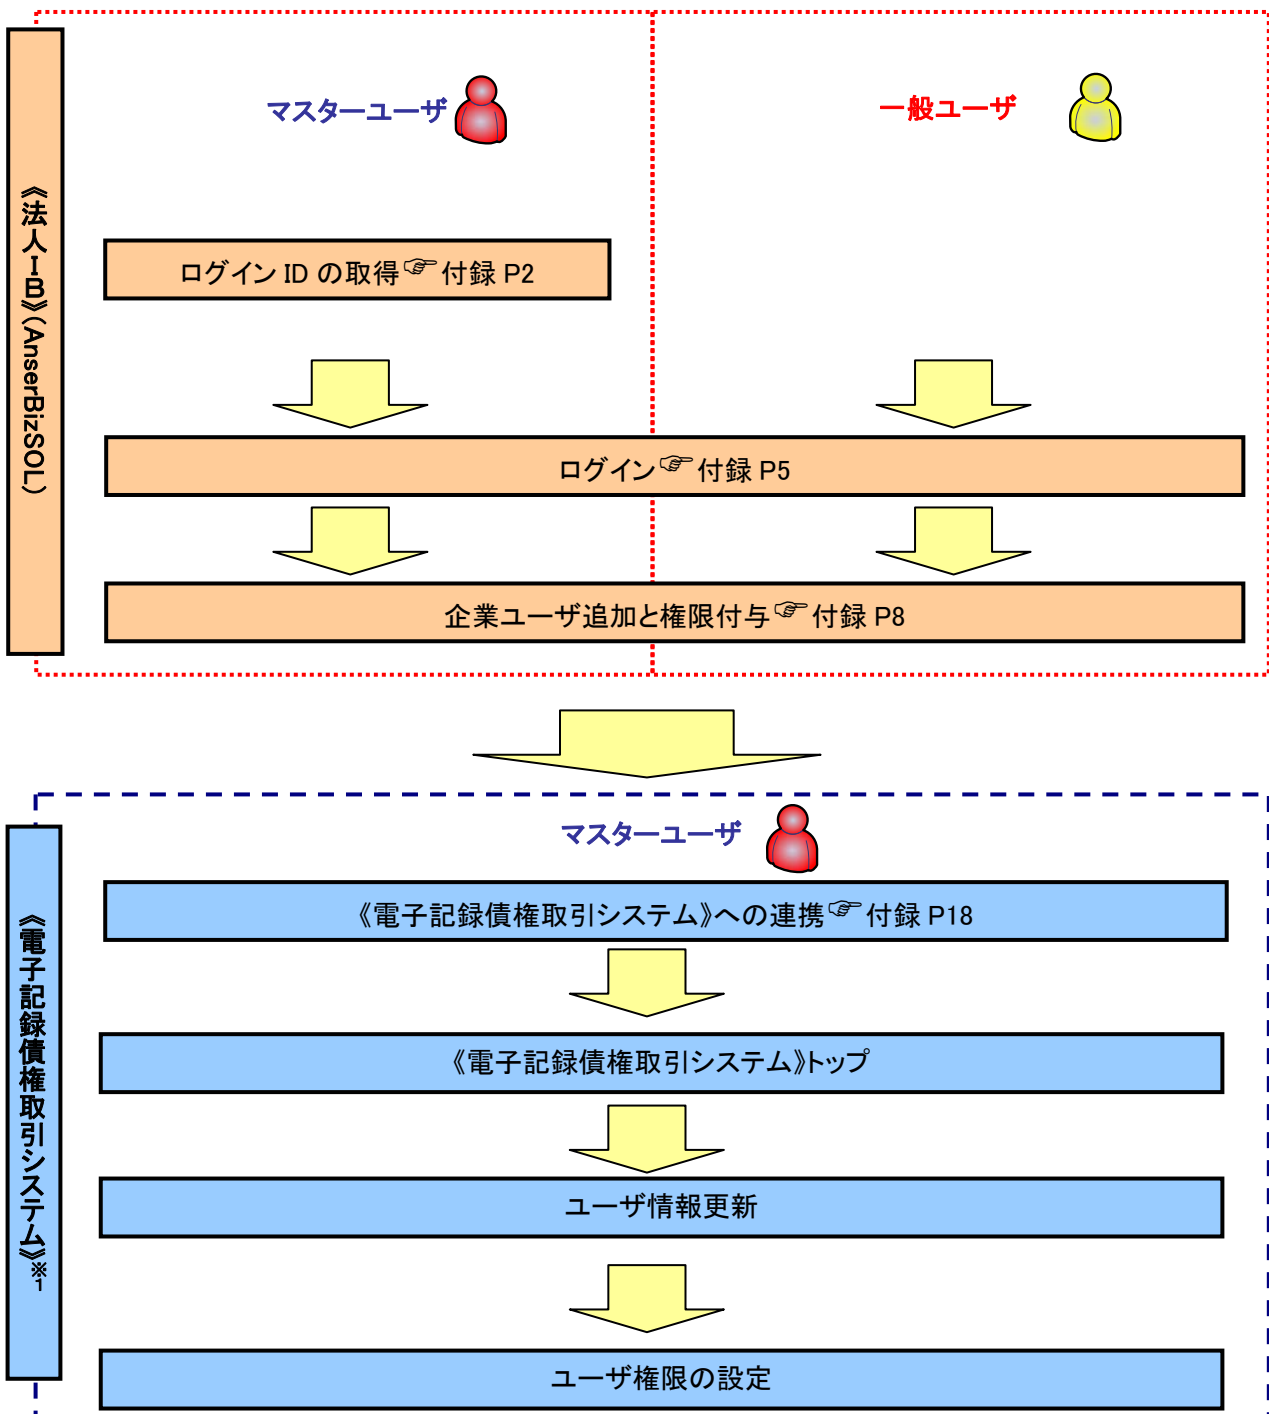 マスターユーザ
一般ユーザ
《法人IB》(AnserBizSOL)
ログイン ID の取得☞付録 P2
ログイン☞付録 P5
企業ユーザ追加と権限付与☞付録 P8
マスターユーザ
《電子記録債権取引システム》※1
《電子記録債権取引システム》への連携☞付録 P18
《電子記録債権取引システム》トップ
ユーザ情報更新
ユーザ権限の設定